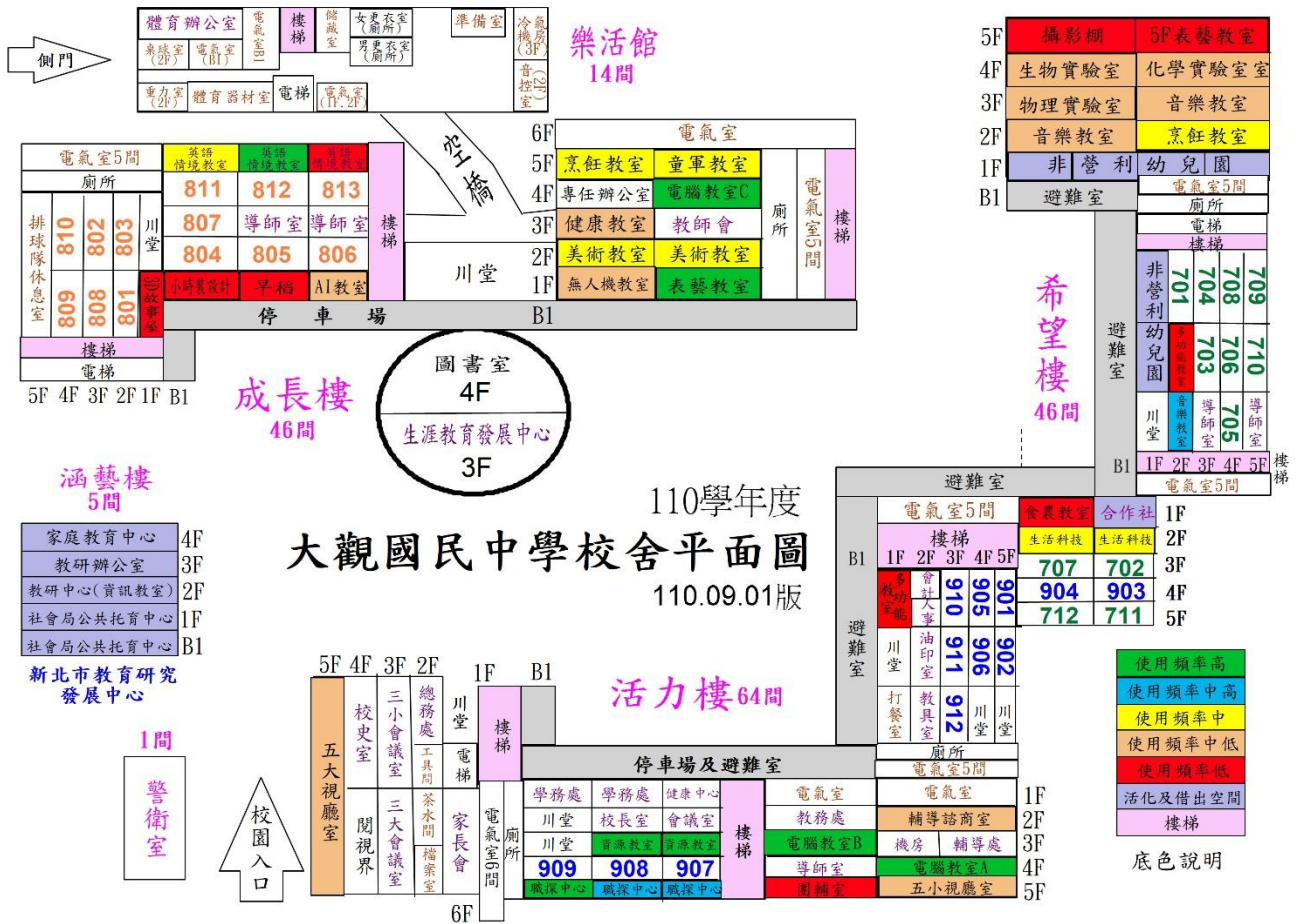 側門
體育辦公室
電氣室B1
樓梯
儲藏室
女更衣室(廁所)
男更衣室(廁所)
準備室
冷氣機房(3F)
桌球室(2F)
電氣室(B1)
音控室(2F)
重力室(2F)
體育器材室
電梯
電氣室(1F.2F)
樂活館
14間
空橋
電氣室5間
廁所
英語情境教室
英語情境教室
英語情境教室
811
812
813
807
導師室
導師室
804
805
806
小時裝設計
早稻
AI教室
樓梯
排球隊休息室
810
802
803
川堂
809
808
801
3D故事屋
樓梯
電梯
5F 4F 3F 2F 1F B1
停車場
B1
川堂
6F
電氣室
5F
烹飪教室
童軍教室
4F
專任辦公室
電腦教室C
3F
健康教室
教師會
2F
美術教室
美術教室
1F
無人機教室
表藝教室
廁所
電氣室5間
樓梯
成長樓
46間
圖書室
4F
生涯教育發展中心
3F
5F
攝影棚
5F表藝教室
4F
生物實驗室
化學實驗室室
3F
物理實驗室
音樂教室
2F
音樂教室
烹飪教室
1F
非營利幼兒園
B1
避難室
電氣室5間
廁所
電梯
樓梯
非營利幼兒園
701
704
708
709
多功能教室
703
706
710
川堂
音樂教室
導師室
705
導師室
避難室
B1
1F 2F 3F 4F 5F
樓梯
電氣室5間
希望樓
46間
涵藝樓
5間
家庭教育中心
4F
教研辦公室
3F
教研中心(資訊教室)
2F
社會局公共托育中心
1F
社會局公共托育中心
B1
新北市教育研究
發展中心
110學年度
大觀國民中學校舍平面圖
110.09.01版
避難室
B1
避難室
電氣室5間
樓梯
1F 2F 3F 4F 5F
多功能教室
會計人事
910
905
901
川堂
油印室
911
906
902
打餐室
教具室
912
川堂
川堂
廁所
電氣室5間
食農教室
合作社
1F
生活科技
生活科技
2F
707
702
3F
904
903
4F
712
711
5F
使用頻率高
使用頻率中高
使用頻率中
使用頻率中低
使用頻率低
活化及借出空間
樓梯
底色說明
1間
警衛室
校園入口
5F 4F 3F 2F 1F B1
五大視廳室
校史室
三小會議室
總務處
川堂
工具間
電梯
閱視界
三大會議室
茶水間
檔案室
家長會
樓梯
電氣室6間
廁所
6F
活力樓64間
停車場及避難室
學務處
學務處
健康中心
電氣室
電氣室
1F
川堂
校長室
會議室
教務處
輔導諮商室
2F
川堂
資源教室
資源教室
電腦教室B
機房
輔導處
3F
909
908
907
樓梯
導師室
電腦教室A
4F
職探中心
職探中心
職探中心
團輔室
五小視廳室
5F